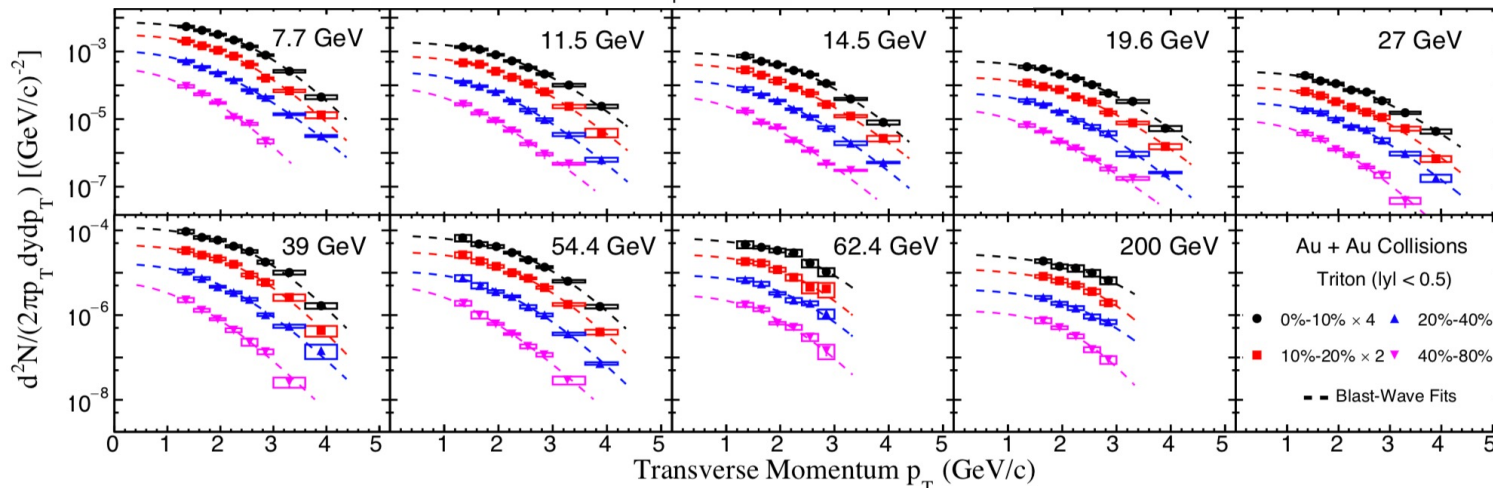 d²N/(2πp_T dydp_T) [(GeV/c)⁻²]
10⁻³
10⁻⁵
10⁻⁷
7.7 GeV
11.5 GeV
14.5 GeV
19.6 GeV
27 GeV
10⁻⁴
10⁻⁶
10⁻⁸
39 GeV
54.4 GeV
62.4 GeV
200 GeV
Au + Au Collisions
Triton (|y| < 0.5)
0%-10% × 4 20%-40%
10%-20% × 2 40%-80%
Blast-Wave Fits
0 1 2 3 4 5 1 2 3 4 5 1 2 3 4 5 1 2 3 4 5 1 2 3 4 5
Transverse Momentum p_T (GeV/c)